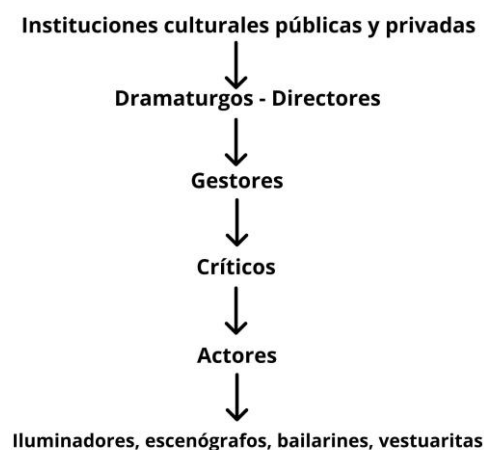 Instituciones culturales públicas y privadas
Dramaturgos - Directores
Gestores
Críticos
Actores
Iluminadores, escenógrafos, bailarines, vestuaritas